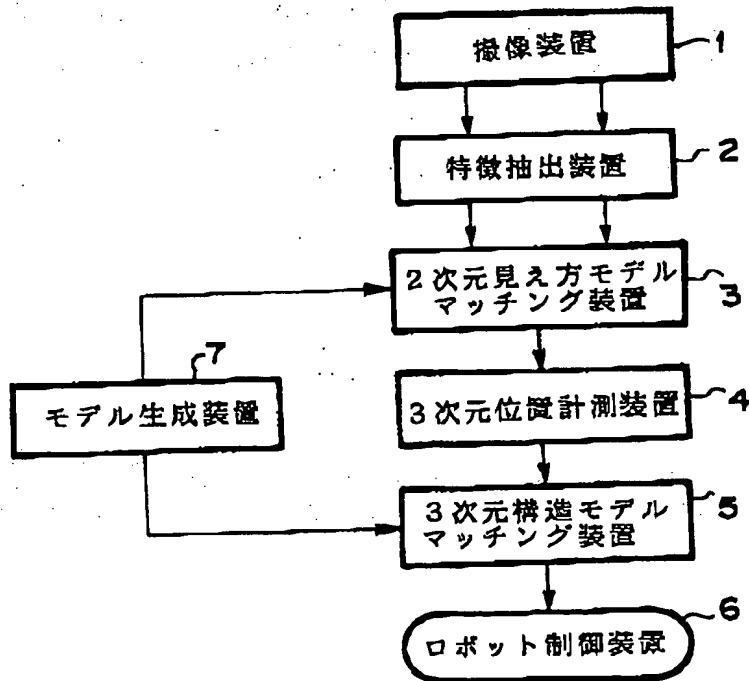 撮像装置
1
特徴抽出装置
2
2次元見え方モデル
マッチング装置
3
7
モデル生成装置
3次元位置計測装置
4
3次元構造モデル
マッチング装置
5
ロボット制御装置
6